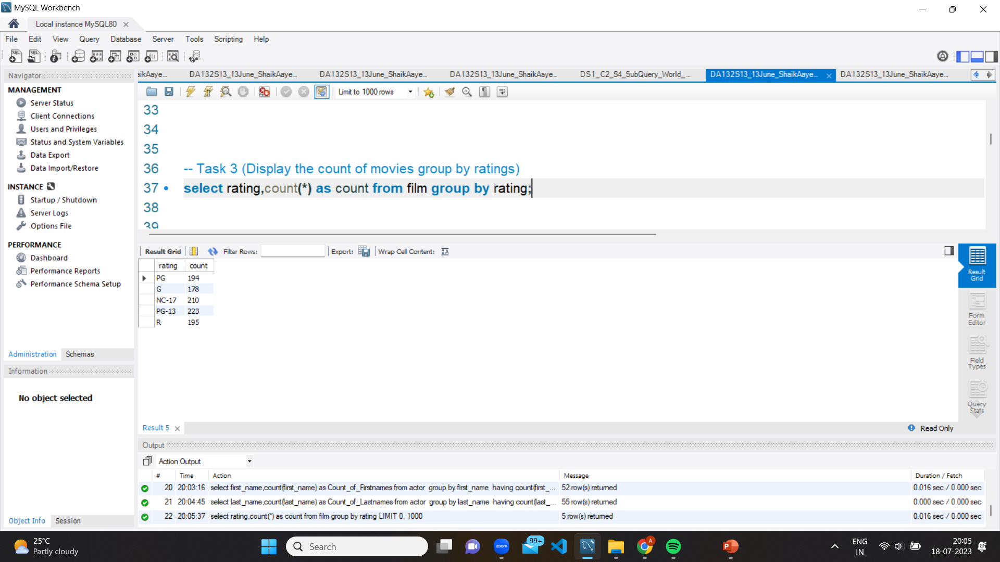 MySQL Workbench
Local instance MySQL80
File Edit View Query Database Server Tools Scripting Help
Navigator
MANAGEMENT
Server Status
Client Connections
Users and Privileges
Status and System Variables
Data Export
Data Import/Restore
INSTANCE
Startup / Shutdown
Server Logs
Options File
PERFORMANCE
Dashboard
Performance Reports
Performance Schema Setup
Administration Schemas
Information
No object selected
Object Info Session
aikAaye... DA132S13_13June_ShaikAaye... DA132S13_13June_ShaikAaye... DA132S13_13June_ShaikAaye... DS1_C2_S4_SubQuery_World_... DA132S13_13June_ShaikAaye... DA132S13_13June_ShaikAaye...
Limit to 1000 rows
33
34
35
36 -- Task 3 (Display the count of movies group by ratings)
37 select rating,count(*) as count from film group by rating;
38
39
Result Grid Filter Rows: Export: Wrap Cell Content:
rating count
PG 194
G 178
NC-17 210
PG-13 223
R 195
Result Grid
Form Editor
Field Types
Query Stats
Result 5 Read Only
Output
Action Output
# Time Action Message Duration / Fetch
20 20:03:16 select first_name,count(first_name) as Count_of_Firstnames from actor group by first_name having count(first_... 52 row(s) returned 0.016 sec / 0.000 sec
21 20:04:45 select last_name,count(last_name) as Count_of_Lastnames from actor group by last_name having count(last_... 55 row(s) returned 0.000 sec / 0.000 sec
22 20:05:37 select rating,count(*) as count from film group by rating LIMIT 0, 1000 5 row(s) returned 0.016 sec / 0.000 sec
25°C
Partly cloudy
Search
zoom
99+
A
P
ENG
IN
20:05
18-07-2023